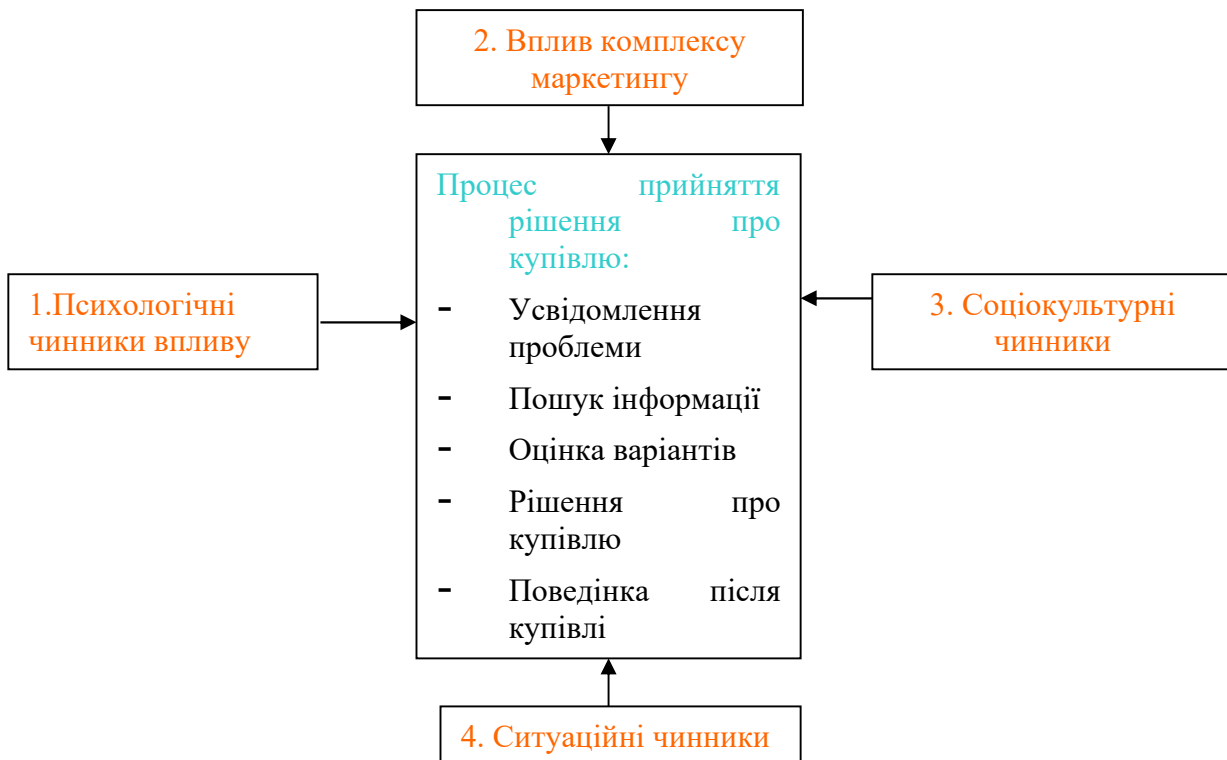 2. Вплив комплексу
маркетингу
Процес прийняття
рішення про
купівлю:
- Усвідомлення
проблеми
- Пошук інформації
- Оцінка варіантів
- Рішення про
купівлю
- Поведінка після
купівлі
1.Психологічні
чинники впливу
3. Соціокультурні
чинники
4. Ситуаційні чинники